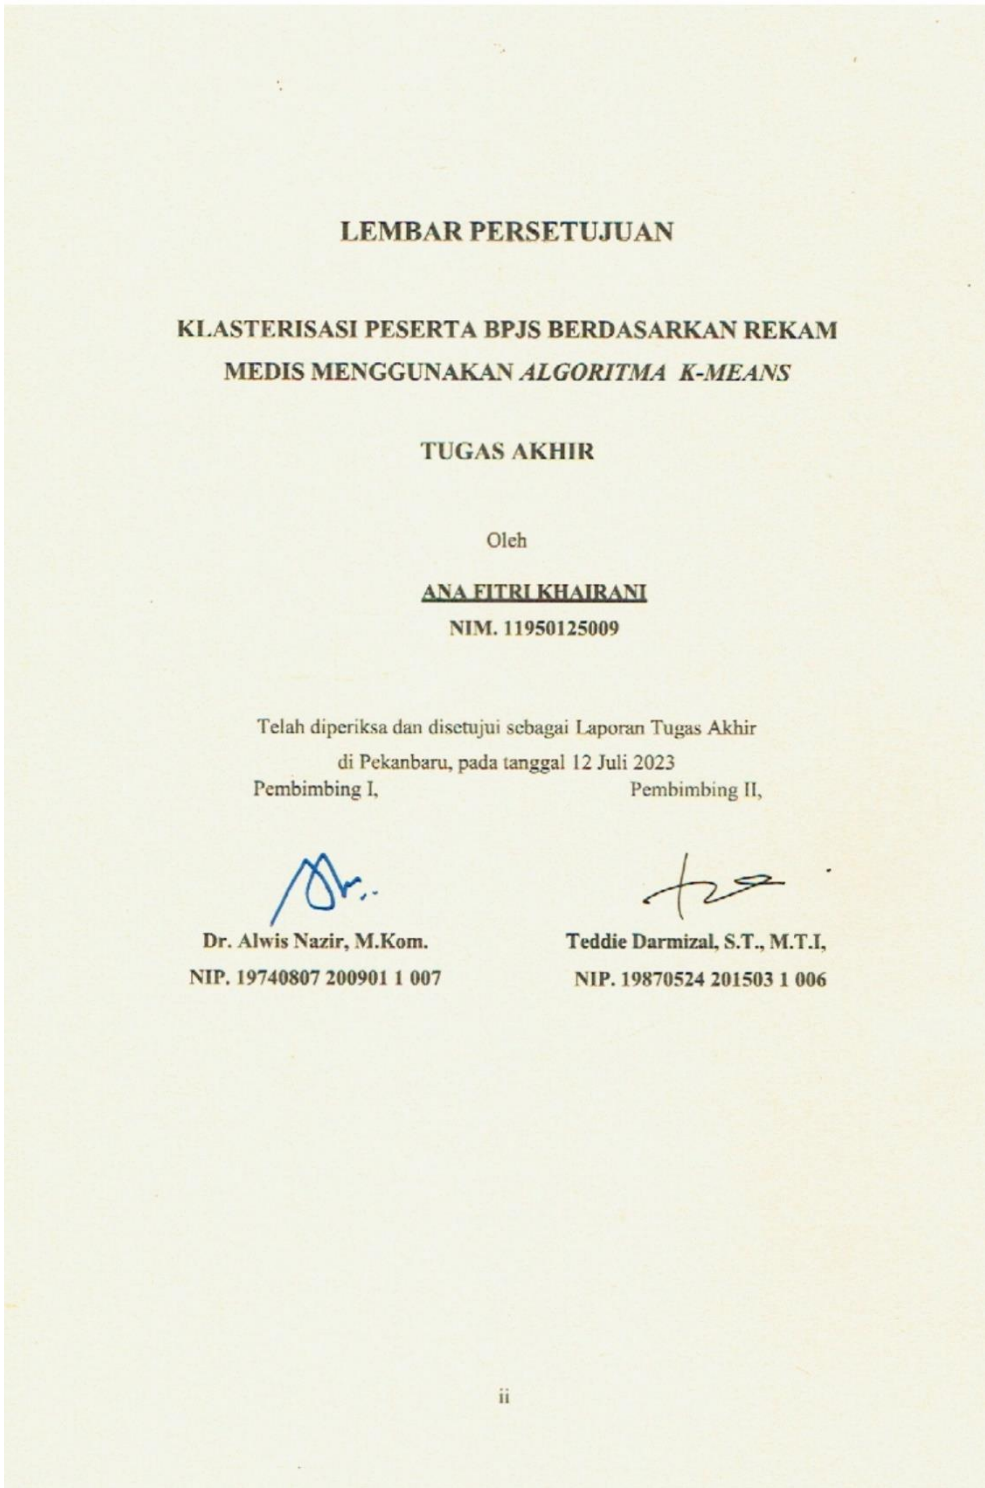 LEMBAR PERSETUJUAN
KLASTERISASI PESERTA BPJS BERDASARKAN REKAM
MEDIS MENGGUNAKAN ALGORITMA K-MEANS
TUGAS AKHIR
Oleh
ANA FITRI KHAIRANI
NIM. 11950125009
Telah diperiksa dan disetujui sebagai Laporan Tugas Akhir
di Pekanbaru, pada tanggal 12 Juli 2023
Pembimbing I, Pembimbing II,
Dr. Alwis Nazir, M.Kom. Teddie Darmizal, S.T., M.T.I,
NIP. 19740807 200901 1 007 NIP. 19870524 201503 1 006
ii